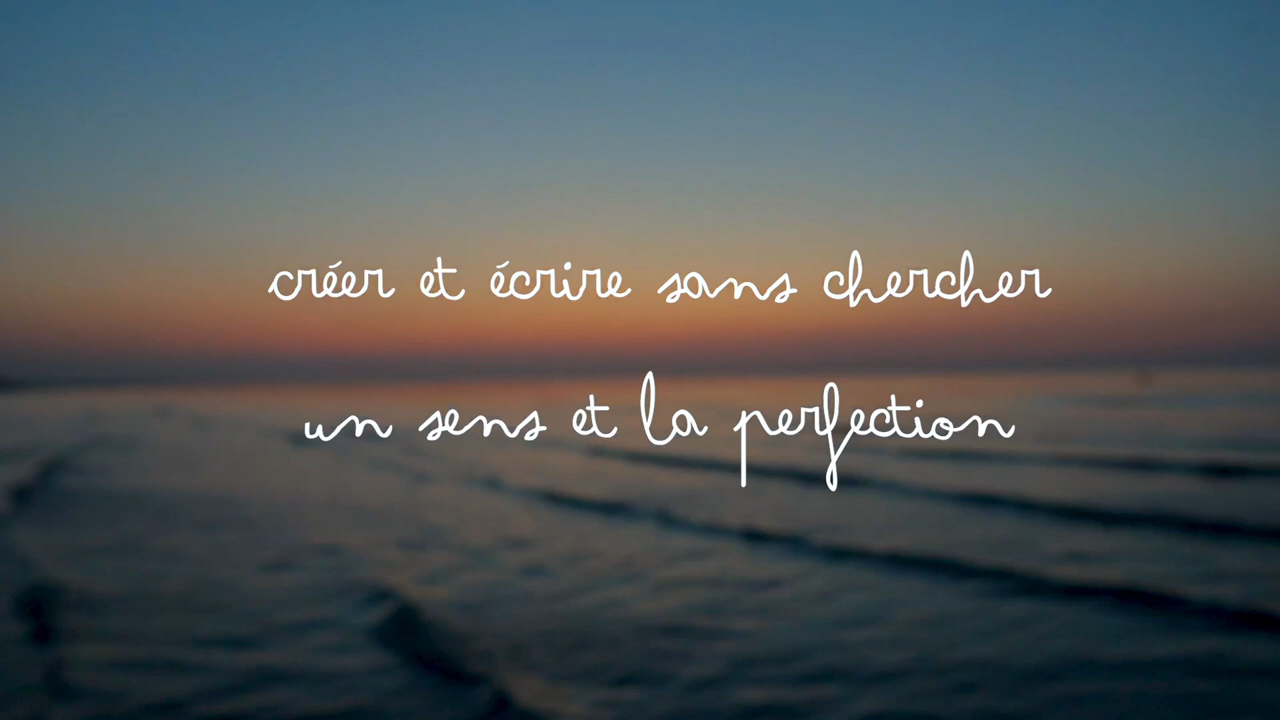 créer et écrire sans chercher
un sens et la perfection